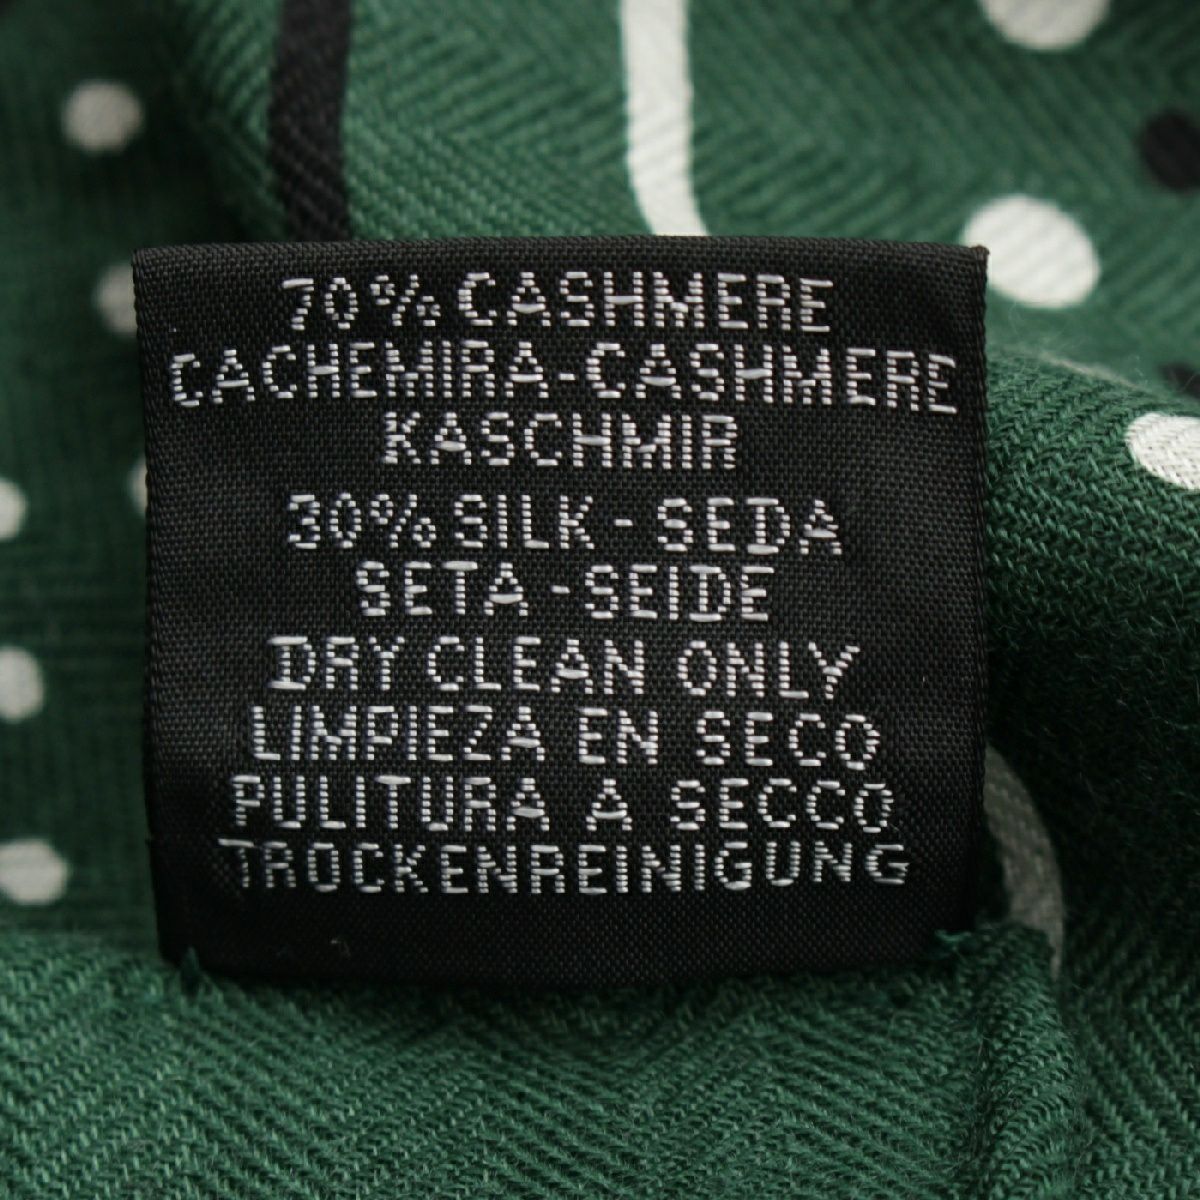 70% CASHMERE
CACHEMIRA-CASHMERE
KASCHMIR
30% SILK - SEDA
SETA - SEIDE
DRY CLEAN ONLY
LIMPIEZA EN SECO
PULITURA A SECCO
TROCKENREINIGUNG